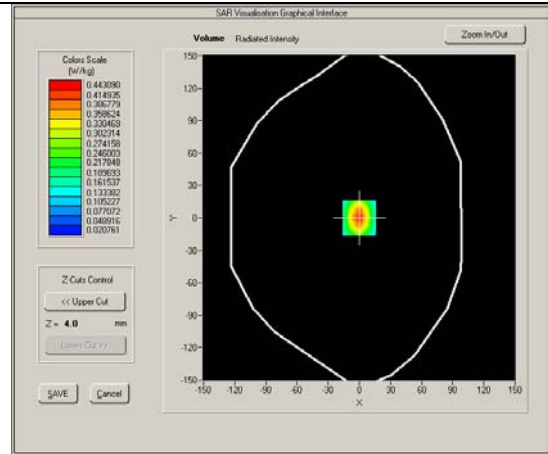 SAR Visualisation Graphical Interface
Volume Radiated Intensity
Zoom In/Out
Colors Scale
(W/kg)
0.443090
0.414935
0.386779
0.358624
0.330469
0.302314
0.274158
0.246003
0.217848
0.189693
0.161537
0.133382
0.105227
0.077072
0.048916
0.020761
150
120
90
60
30
0
-30
-60
-90
-120
-150
Y
-150 -120 -90 -60 -30 0 30 60 90 120 150
X
Z Cuts Control
<< Upper Cut
Z = 4.0 mm
Lower Cut >>
SAVE Cancel